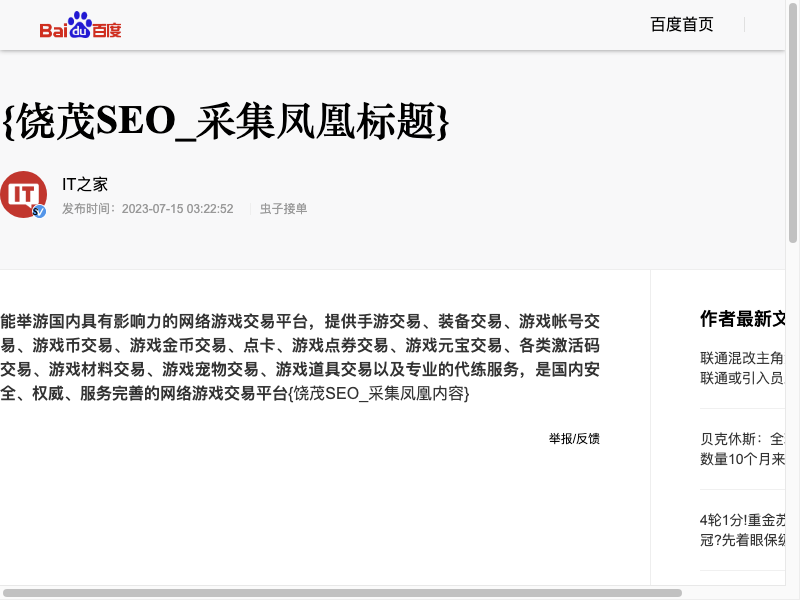 Baidu百度
百度首页
{饶茂SEO_采集凤凰标题}
IT
IT之家
发布时间：2023-07-15 03:22:52
虫子接单
能举游国内具有影响力的网络游戏交易平台，提供手游交易、装备交易、游戏帐号交
易、游戏币交易、游戏金币交易、点卡、游戏点券交易、游戏元宝交易、各类激活码
交易、游戏材料交易、游戏宠物交易、游戏道具交易以及专业的代练服务，是国内安
全、权威、服务完善的网络游戏交易平台{饶茂SEO_采集凤凰内容}
举报/反馈
作者最新文
联通混改主角
联通或引入员
贝克休斯：全
数量10个月来
4轮1分!重金苏
冠?先着眼保级